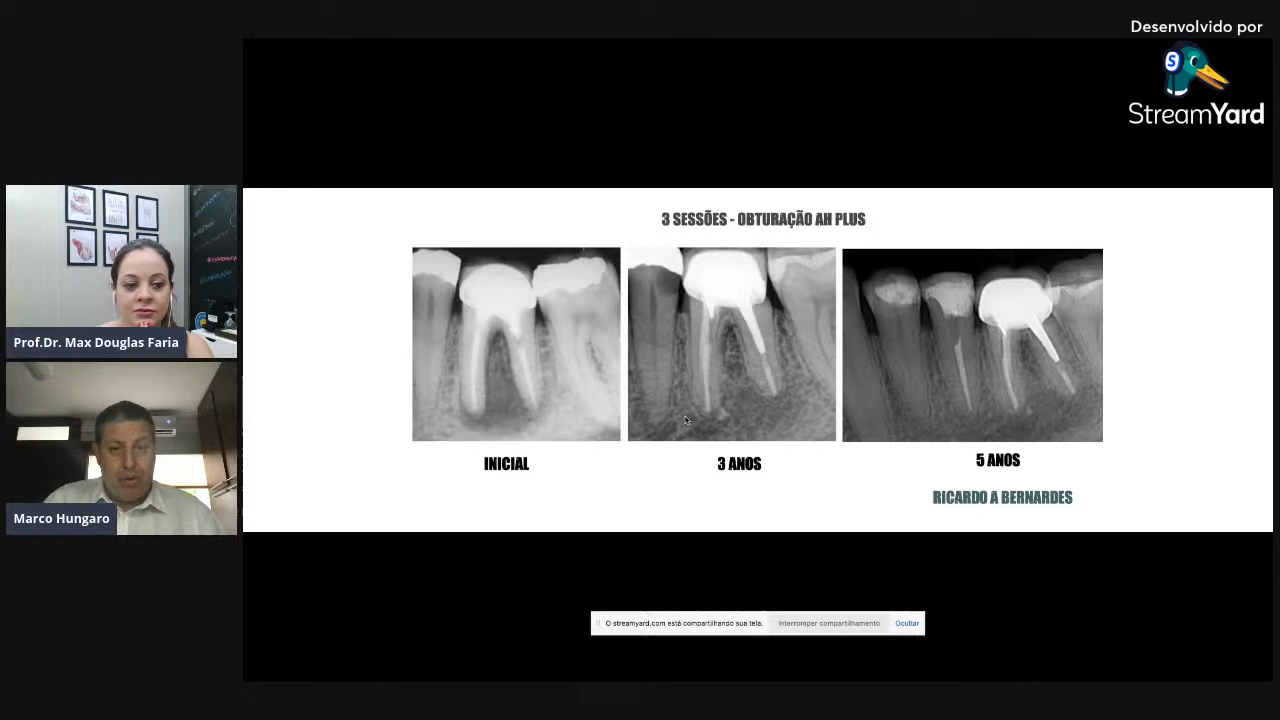 Desenvolvido por
StreamYard
3 SESSÕES - OBTURAÇÃO AH PLUS
INICIAL
3 ANOS
5 ANOS
RICARDO A BERNARDES
Prof.Dr. Max Douglas Faria
Marco Hungaro
O streamyard.com está compartilhando sua tela.
Interromper compartilhamento
Ocultar